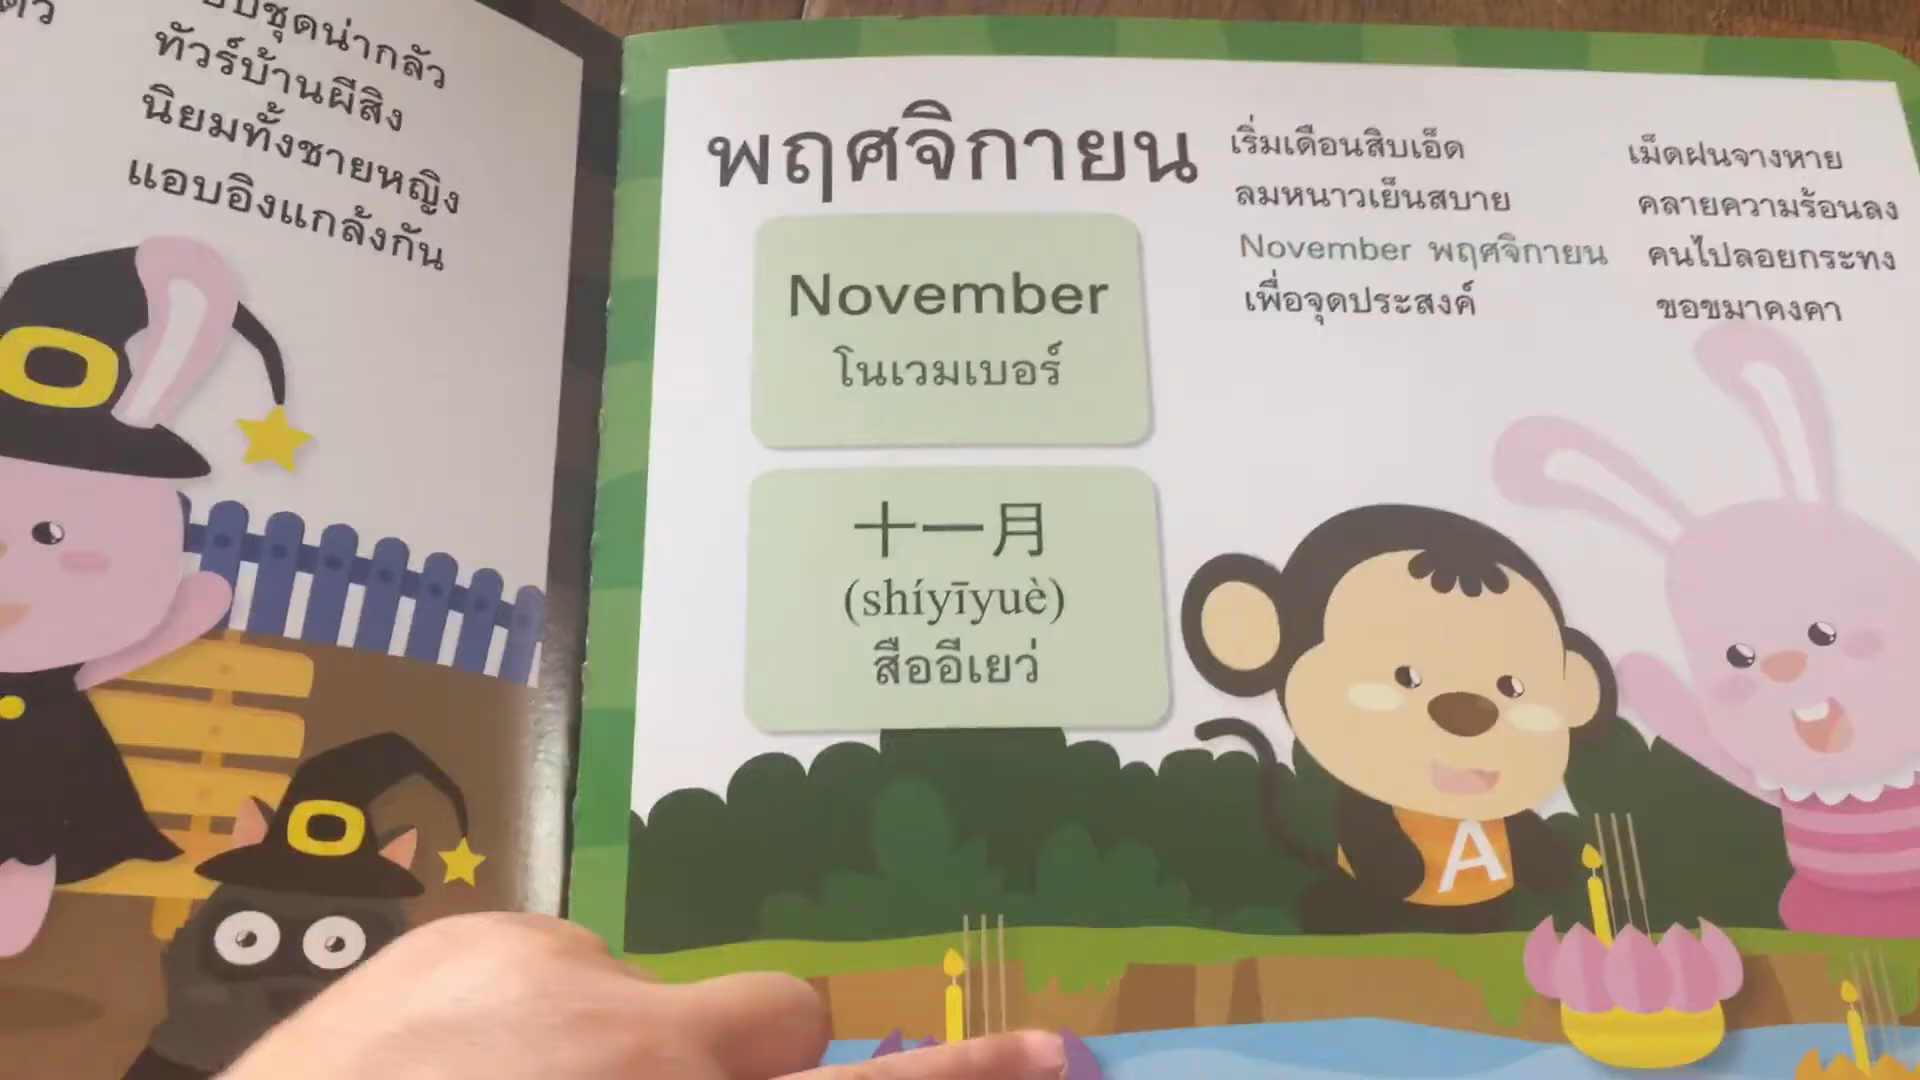 ชุดน่ากลัว
ทัวร์บ้านผีสิง
นิยมทั้งชายหญิง
แอบอิงแกล้งกัน
พฤศจิกายน
November
โนเวมเบอร์
十一月
(shíyīyuè)
สืออีเยว่
เริ่มเดือนสิบเอ็ด
ลมหนาวเย็นสบาย
November พฤศจิกายน
เพื่อจุดประสงค์
เม็ดฝนจางหาย
คลายความร้อนลง
คนไปลอยกระทง
ขอขมาคงคา
A